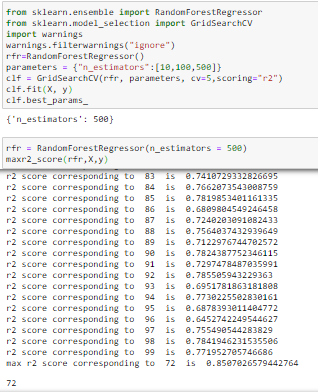 from sklearn.ensemble import RandomForestRegressor
from sklearn.model_selection import GridSearchCV
import warnings
warnings.filterwarnings("ignore")
rfr=RandomForestRegressor()
parameters = {"n_estimators":[10,100,500]}
clf = GridSearchCV(rfr, parameters, cv=5,scoring="r2")
clf.fit(X, y)
clf.best_params_
{'n_estimators': 500}
rfr = RandomForestRegressor(n_estimators = 500)
maxr2_score(rfr,X,y)
r2 score corresponding to 83 is 0.7410729332826695
r2 score corresponding to 84 is 0.7662073543008759
r2 score corresponding to 85 is 0.7819853401161335
r2 score corresponding to 86 is 0.6809804549246458
r2 score corresponding to 87 is 0.7240203091082433
r2 score corresponding to 88 is 0.7564037432939649
r2 score corresponding to 89 is 0.7122976744702572
r2 score corresponding to 90 is 0.7824387752346115
r2 score corresponding to 91 is 0.7297478487035991
r2 score corresponding to 92 is 0.785505943229363
r2 score corresponding to 93 is 0.6951781863181808
r2 score corresponding to 94 is 0.7730225502830161
r2 score corresponding to 95 is 0.6878393011404772
r2 score corresponding to 96 is 0.6452742249544627
r2 score corresponding to 97 is 0.755490544283829
r2 score corresponding to 98 is 0.7841946231535506
r2 score corresponding to 99 is 0.771952705746686
max r2 score corresponding to 72 is 0.8507026579442764
72